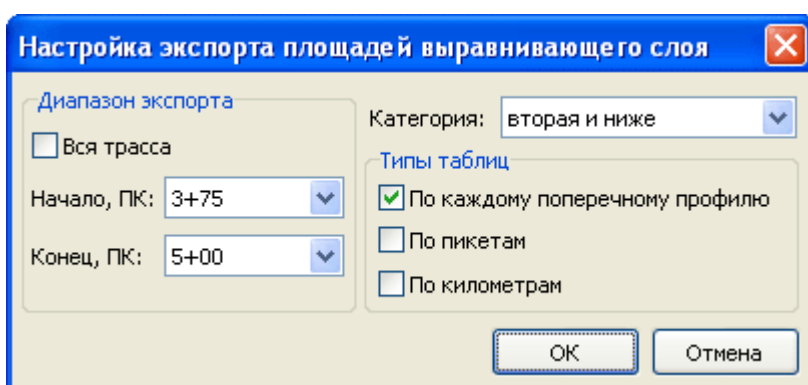 Настройка экспорта площадей выравнивающего слоя
Диапазон экспорта
Вся трасса
Начало, ПК: 3+75
Конец, ПК: 5+00
Категория: вторая и ниже
Типы таблиц
По каждому поперечному профилю
По пикетам
По километрам
ОК
Отмена